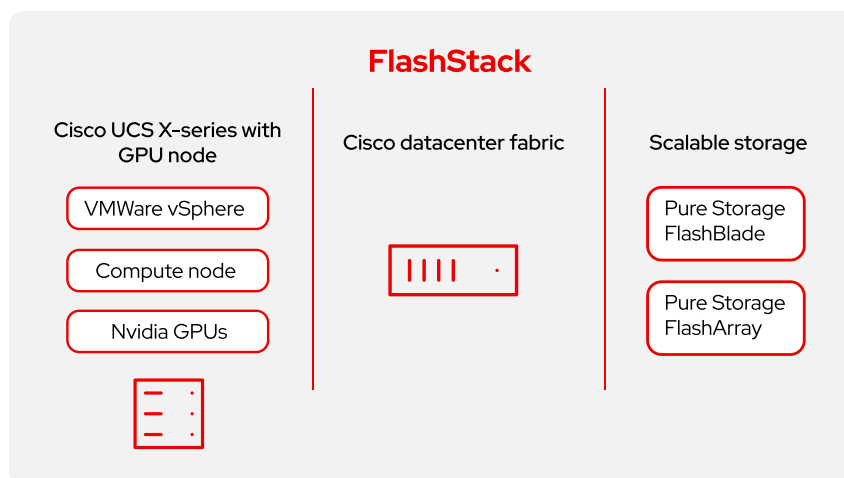 FlashStack
Cisco UCS X-series with
GPU node
VMWare vSphere
Compute node
Nvidia GPUs
Cisco datacenter fabric
Scalable storage
Pure Storage
FlashBlade
Pure Storage
FlashArray